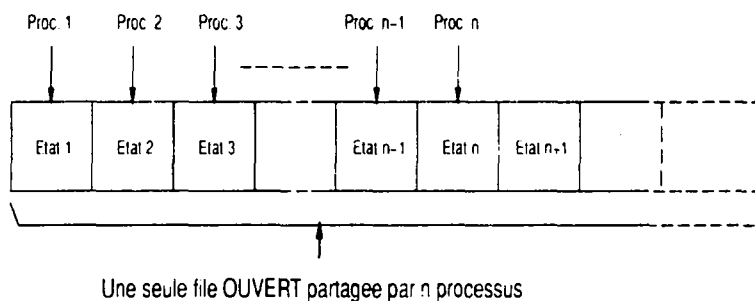 Proc. 1 Proc. 2 Proc. 3 Proc. n-1 Proc. n
Etat 1 Etat 2 Etat 3 Etat n-1 Etat n Etat n+1
Une seule file OUVERT partagee par n processus